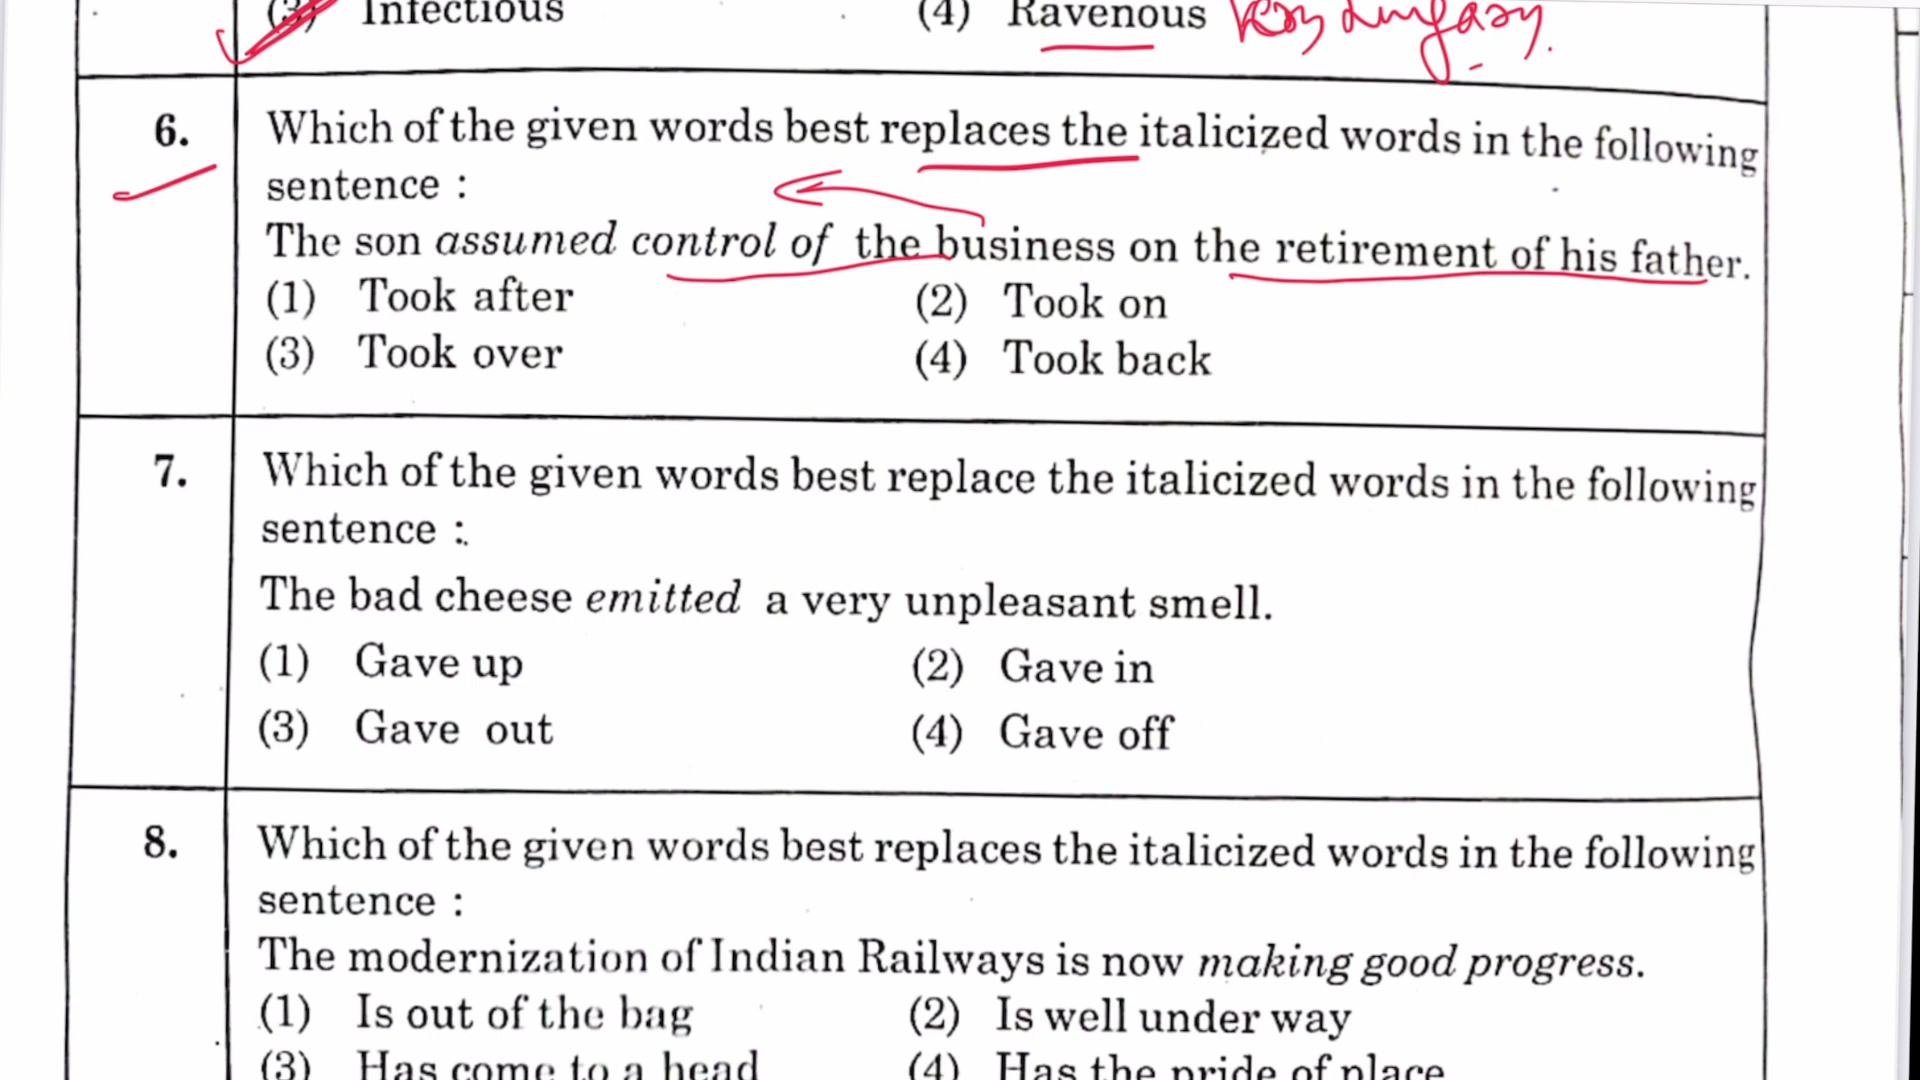 (3) Infectious (4) Ravenous Very hungary.
6. Which of the given words best replaces the italicized words in the following
sentence :
The son assumed control of the business on the retirement of his father.
(1) Took after (2) Took on
(3) Took over (4) Took back
7. Which of the given words best replace the italicized words in the following
sentence :
The bad cheese emitted a very unpleasant smell.
(1) Gave up (2) Gave in
(3) Gave out (4) Gave off
8. Which of the given words best replaces the italicized words in the following
sentence :
The modernization of Indian Railways is now making good progress.
(1) Is out of the bag (2) Is well under way
(3) Has come to a head (4) Has the pride of place